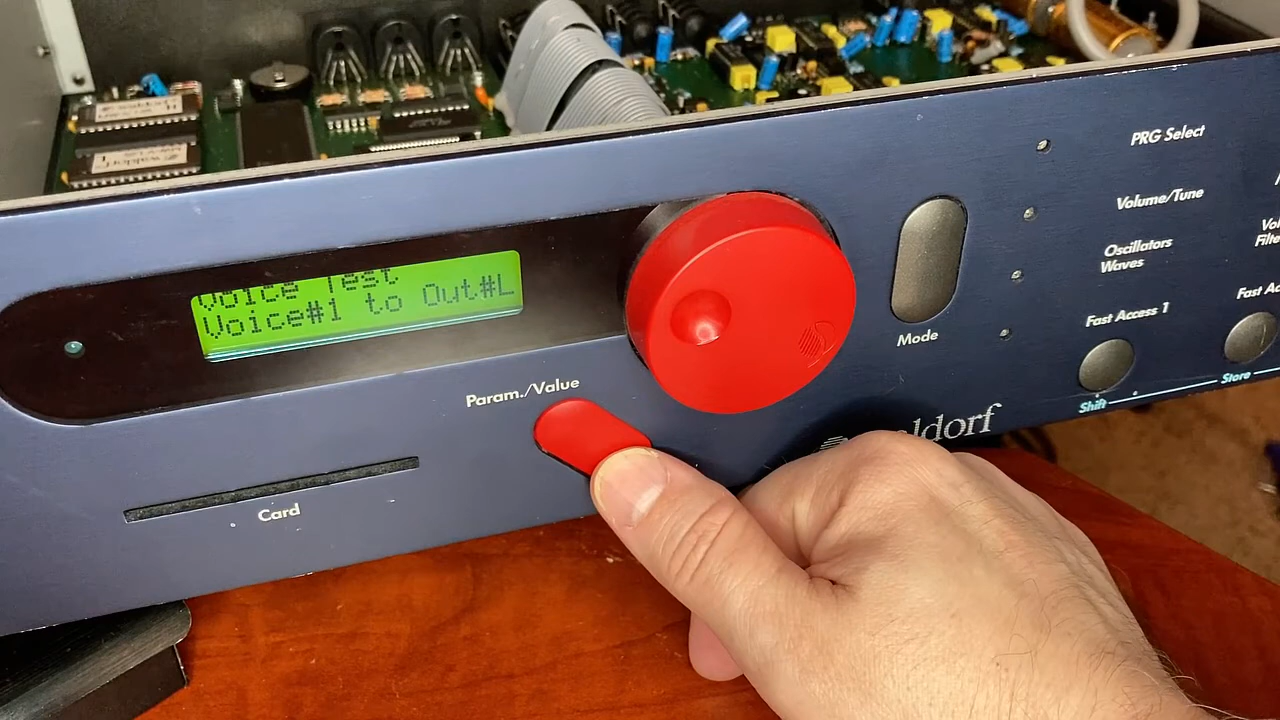 PRG Select
Volume/Tune
Oscillators
Waves
Fast Access 1
Mode
Shift
Store
Voice Test
Voice#1 to Out#L
Param./Value
Card